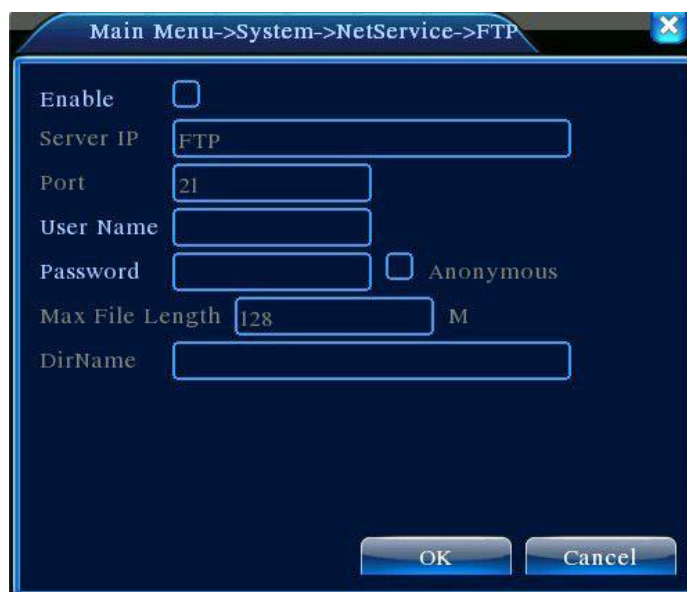 Main Menu->System->NetService->FTP
Enable
Server IP FTP
Port 21
User Name
Password Anonymous
Max File Length 128 M
DirName
OK Cancel